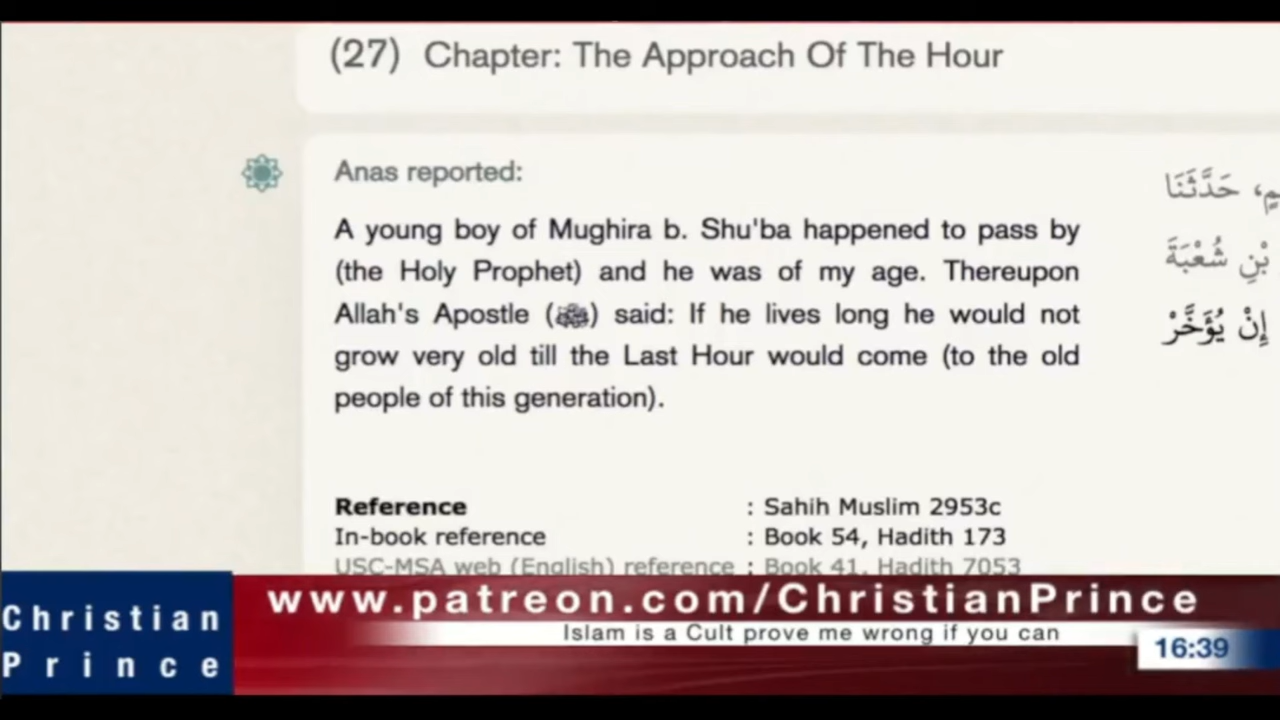 (27) Chapter: The Approach Of The Hour
Anas reported:
A young boy of Mughira b. Shu'ba happened to pass by
(the Holy Prophet) and he was of my age. Thereupon
Allah's Apostle (ﷺ) said: If he lives long he would not
grow very old till the Last Hour would come (to the old
people of this generation).
حَدَّثَنَا
بْنِ شُعْبَةَ
إِنْ يُؤَخَّرْ
Reference : Sahih Muslim 2953c
In-book reference : Book 54, Hadith 173
USC-MSA web (English) reference : Book 41, Hadith 7053
Christian
Prince
www.patreon.com/ChristianPrince
Islam is a Cult prove me wrong if you can
16:39